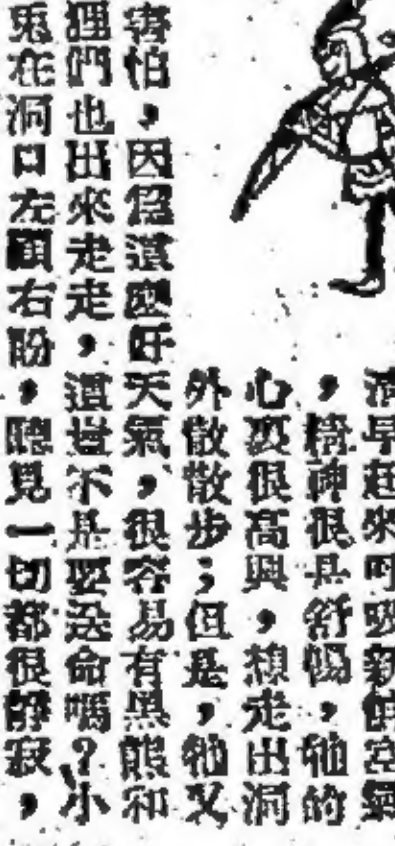 清早起來呼吸新鮮空氣
，精神很是舒暢，牠的
心裏很高興，想走出洞
外散散步；但是，牠又
害怕，因爲這麼好天氣，很容易有黑熊和
狸們也出來走走，這豈不是要送命嗎？小
兎在洞口左顧右盼，聽見一切都很靜寂，